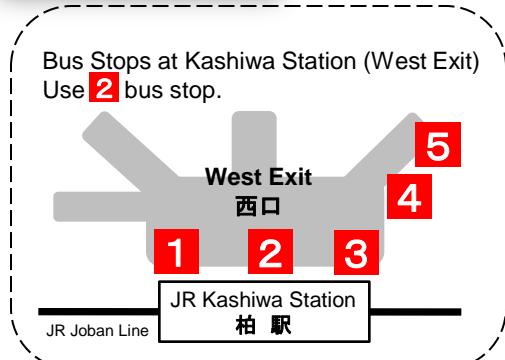 Bus Stops at Kashiwa Station (West Exit)
Use 2 bus stop.
West Exit
西口
5
4
1 2 3
JR Kashiwa Station
柏 駅
JR Joban Line